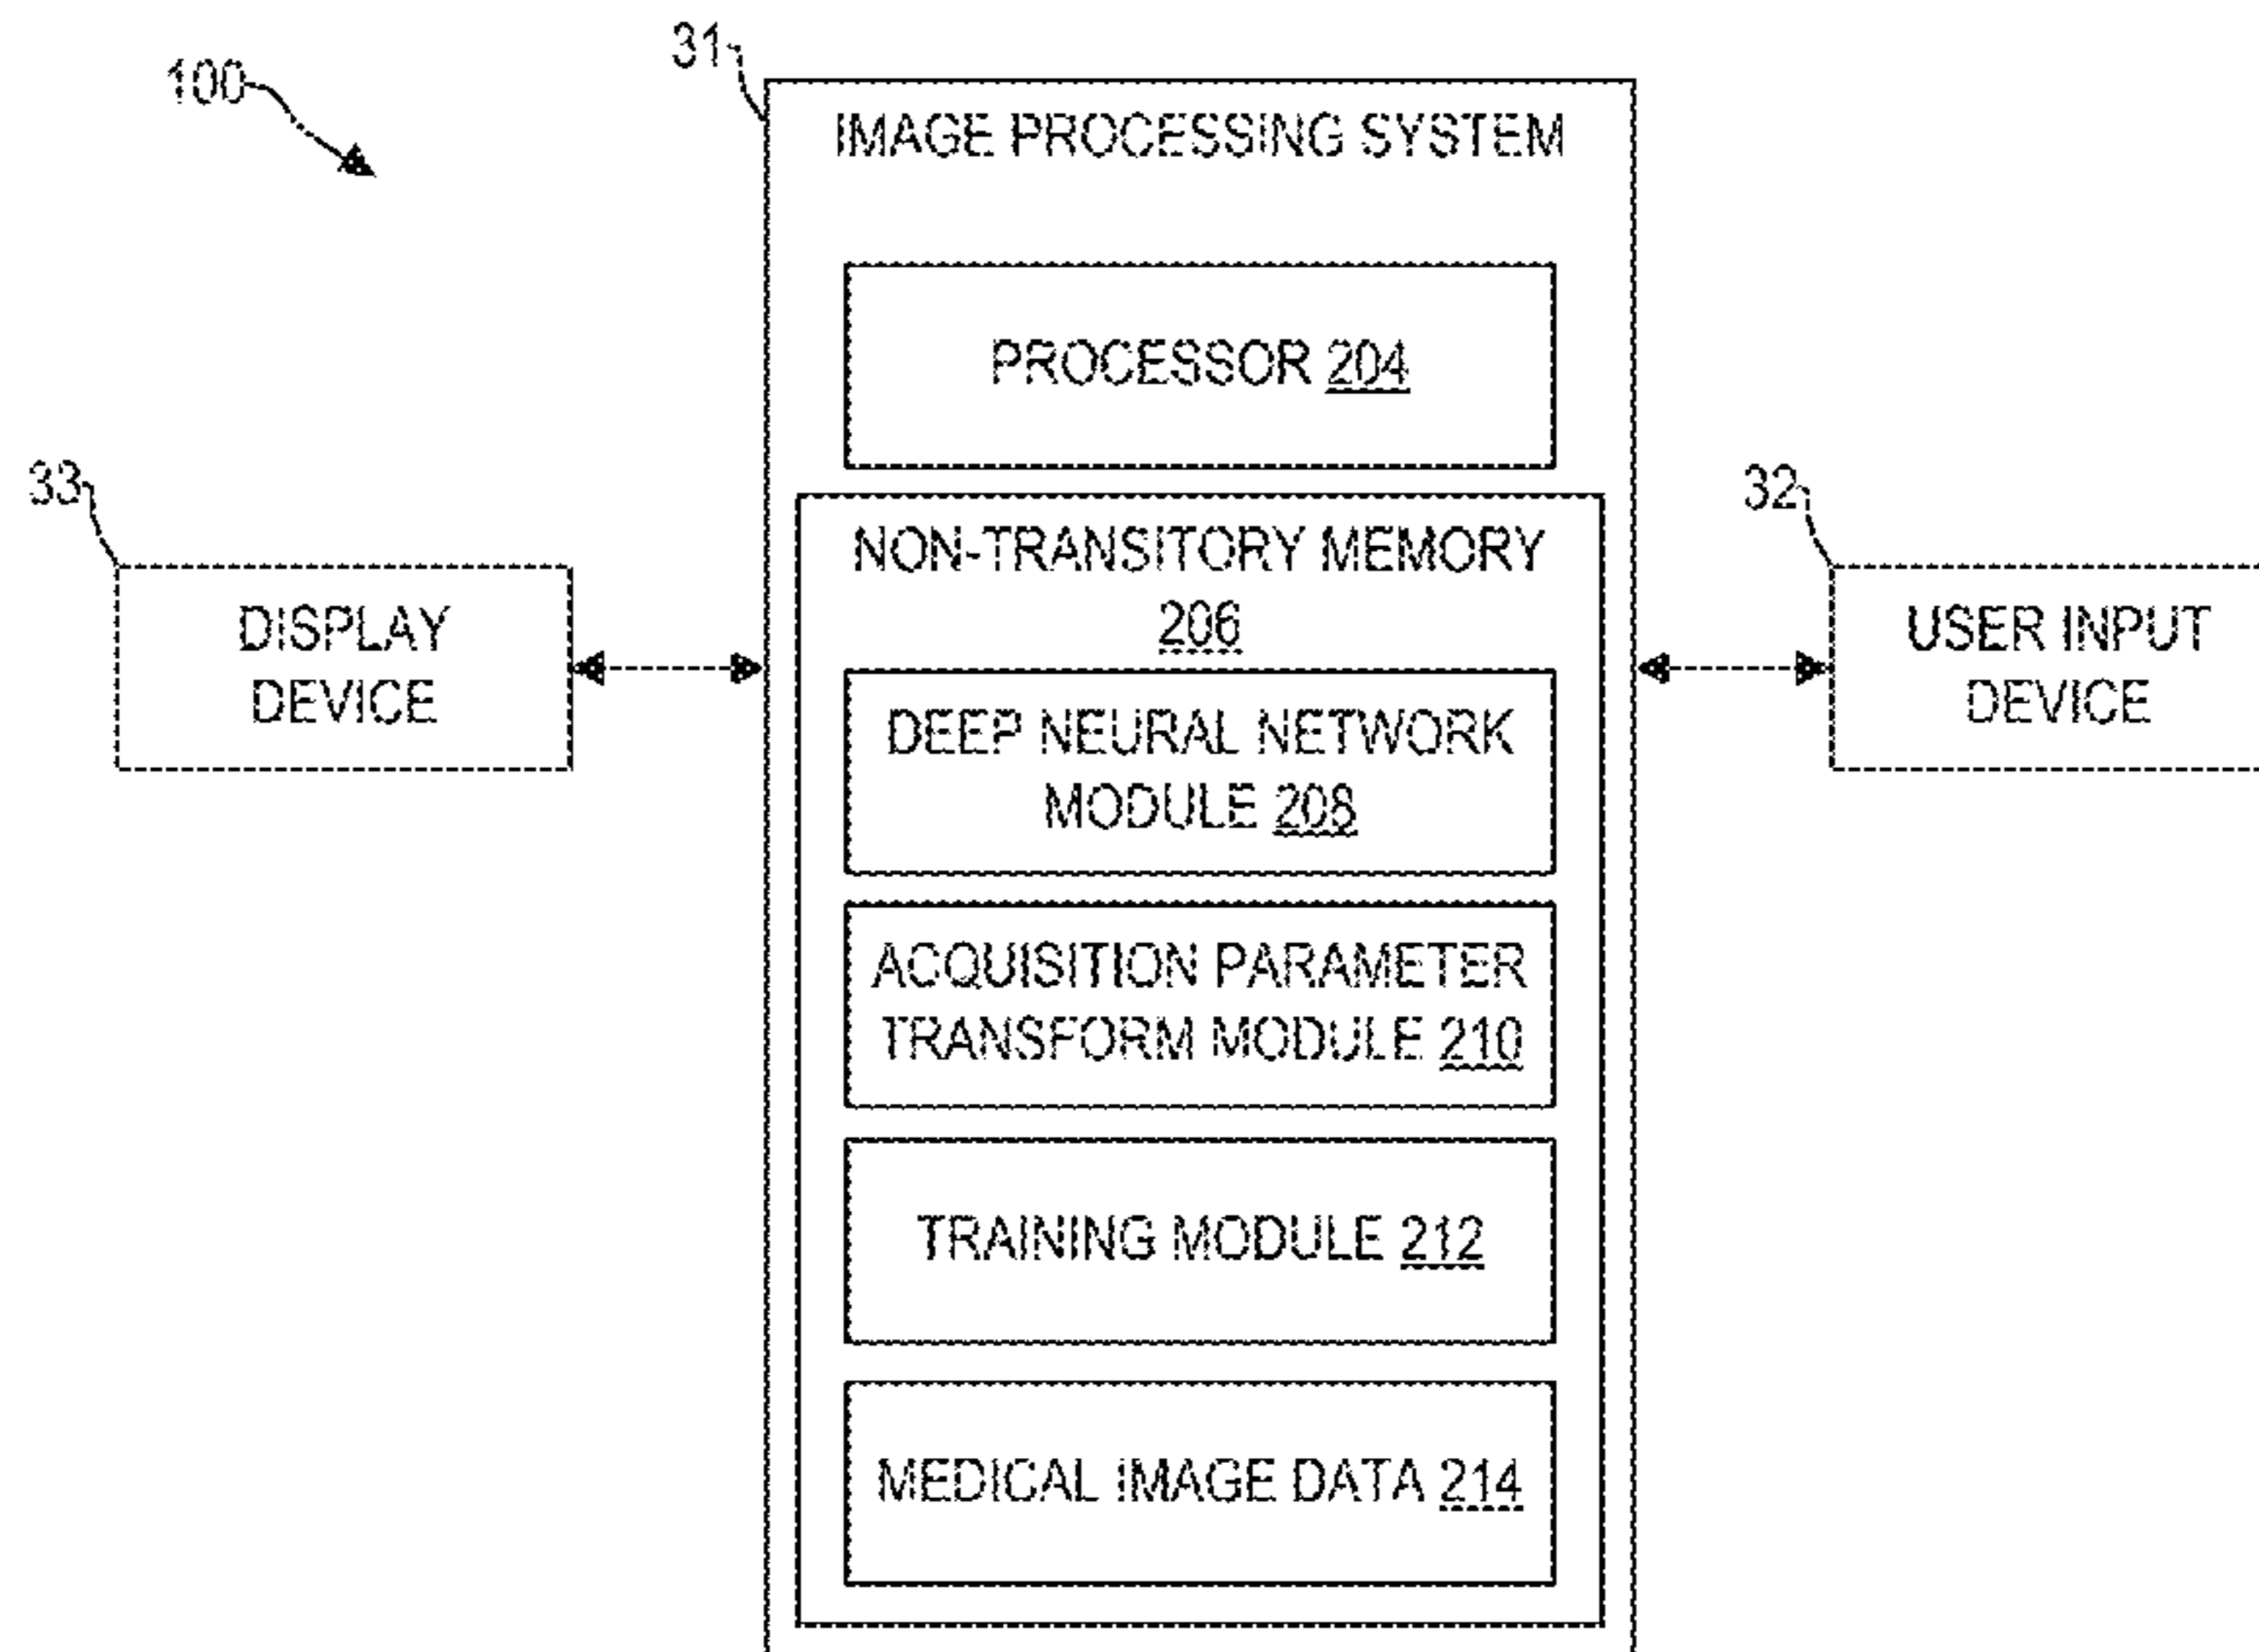 100
31
IMAGE PROCESSING SYSTEM
PROCESSOR 204
33
DISPLAY
DEVICE
NON-TRANSITORY MEMORY
206
DEEP NEURAL NETWORK
MODULE 208
ACQUISITION PARAMETER
TRANSFORM MODULE 210
TRAINING MODULE 212
MEDICAL IMAGE DATA 214
32
USER INPUT
DEVICE